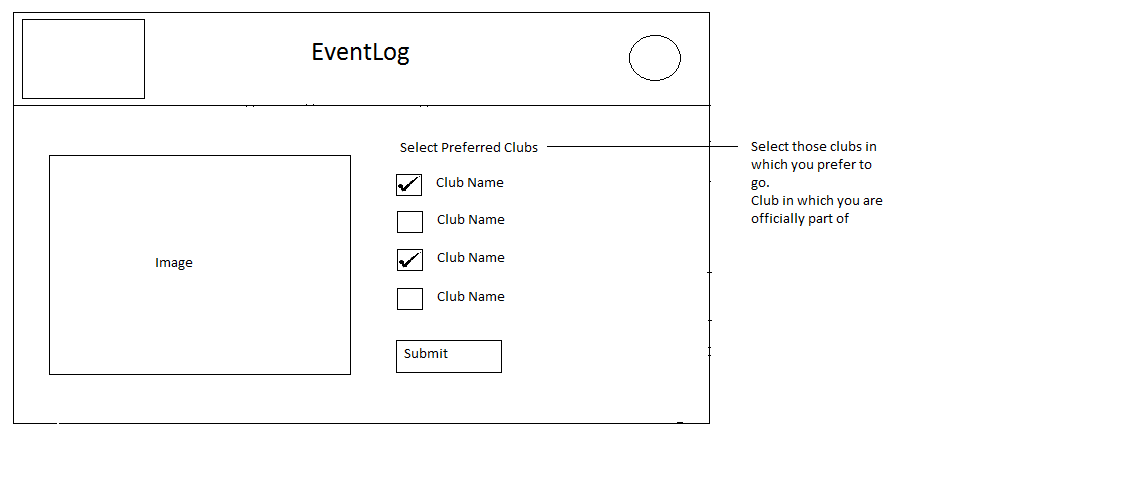 EventLog
Select Preferred Clubs
Club Name
Club Name
Club Name
Club Name
Submit
Image
Select those clubs in
which you prefer to
go.
Club in which you are
officially part of